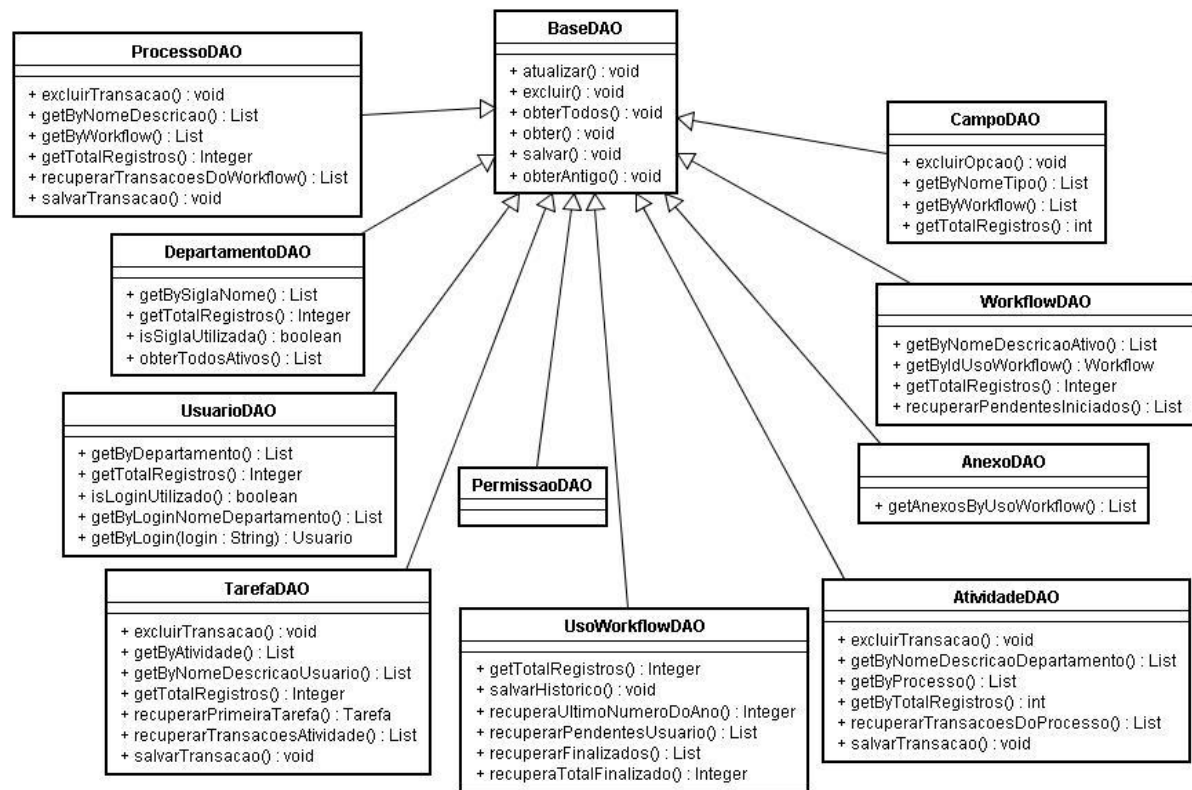 BaseDAO
+ atualizar() : void
+ excluir() : void
+ obterTodos() : void
+ obter() : void
+ salvar() : void
+ obterAntigo() : void
ProcessoDAO
+ excluirTransacao() : void
+ getByNomeDescricao() : List
+ getByWorkflow() : List
+ getTotalRegistros() : Integer
+ recuperarTransacoesDoWorkflow() : List
+ salvarTransacao() : void
CampoDAO
+ excluirOpcao() : void
+ getByNomeTipo() : List
+ getByWorkflow() : List
+ getTotalRegistros() : int
DepartamentoDAO
+ getBySiglaNome() : List
+ getTotalRegistros() : Integer
+ isSiglaUtilizada() : boolean
+ obterTodosAtivos() : List
WorkflowDAO
+ getByNomeDescricaoAtivo() : List
+ getByIdUsoWorkflow() : Workflow
+ getTotalRegistros() : Integer
+ recuperarPendentesIniciados() : List
UsuarioDAO
+ getByDepartamento() : List
+ getTotalRegistros() : Integer
+ isLoginUtilizado() : boolean
+ getByLoginNomeDepartamento() : List
+ getByLogin(login : String) : Usuario
PermissaoDAO
AnexoDAO
+ getAnexosByUsoWorkflow() : List
TarefaDAO
+ excluirTransacao() : void
+ getByAtividade() : List
+ getByNomeDescricaoUsuario() : List
+ getTotalRegistros() : Integer
+ recuperarPrimeiraTarefa() : Tarefa
+ recuperarTransacoesAtividade() : List
+ salvarTransacao() : void
UsoWorkflowDAO
+ getTotalRegistros() : Integer
+ salvarHistorico() : void
+ recuperaUltimoNumeroDoAno() : Integer
+ recuperarPendentesUsuario() : List
+ recuperarFinalizados() : List
+ recuperaTotalFinalizado() : Integer
AtividadeDAO
+ excluirTransacao() : void
+ getByNomeDescricaoDepartamento() : List
+ getByProcesso() : List
+ getByTotalRegistros() : int
+ recuperarTransacoesDoProcesso() : List
+ salvarTransacao() : void